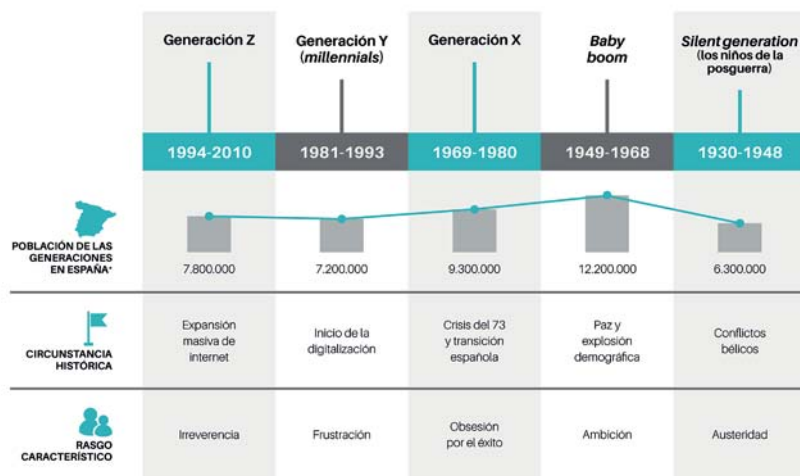 Generación Z
Generación Y
(millennials)
Generación X
Baby
boom
Silent generation
(los niños de la
posguerra)
1994-2010
1981-1993
1969-1980
1949-1968
1930-1948
POBLACIÓN DE LAS
GENERACIONES
EN ESPAÑA*
7.800.000
7.200.000
9.300.000
12.200.000
6.300.000
CIRCUNSTANCIA
HISTÓRICA
Expansión
masiva de
internet
Inicio de la
digitalización
Crisis del 73
y transición
española
Paz y
explosión
demográfica
Conflictos
bélicos
RASGO
CARACTERÍSTICO
Irreverencia
Frustración
Obsesión
por el éxito
Ambición
Austeridad